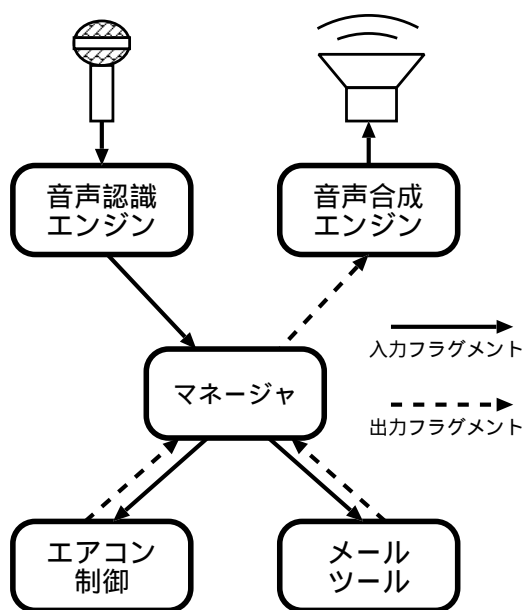 音声認識
エンジン
音声合成
エンジン
入力フラグメント
マネージャ
出力フラグメント
エアコン
制御
メール
ツール